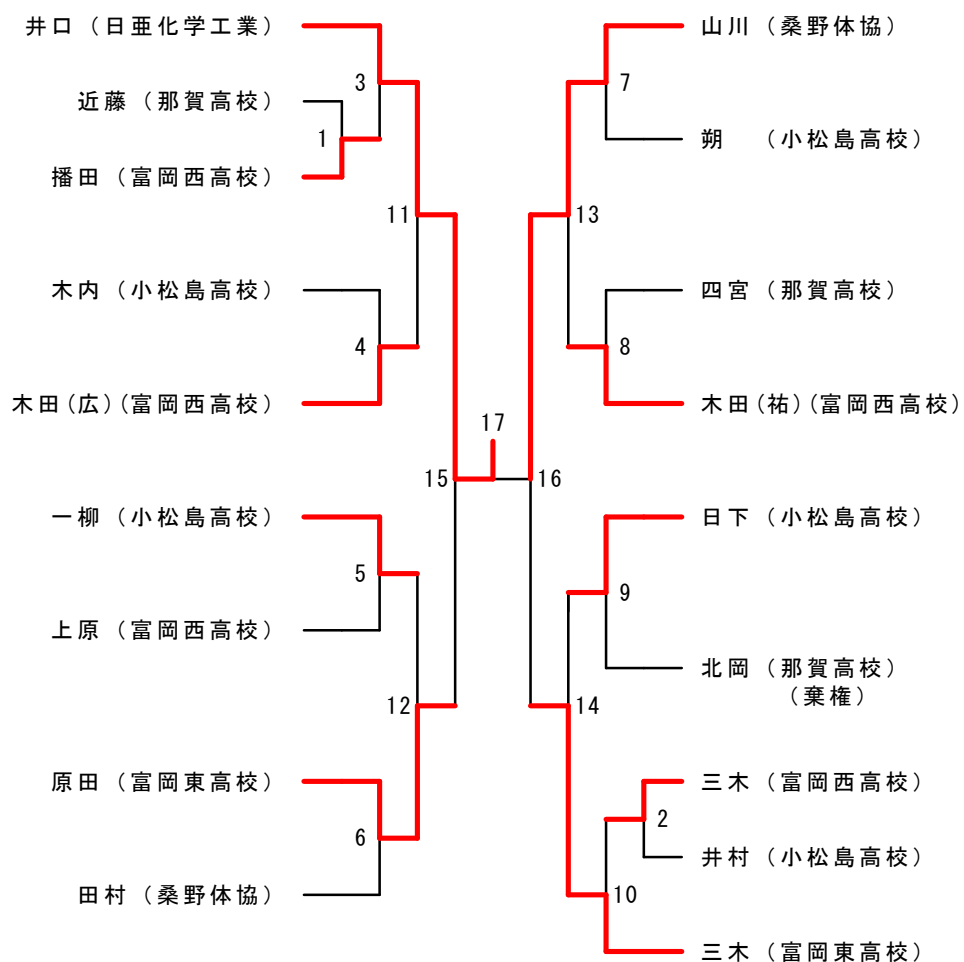 井口（日亜化学工業）
近藤（那賀高校）
播田（富岡西高校）
木内（小松島高校）
木田(広)(富岡西高校）
一柳（小松島高校）
上原（富岡西高校）
原田（富岡東高校）
田村（桑野体協）
3
1
11
4
15
5
12
6
17
16
13
7
8
9
14
2
10
山川（桑野体協）
朔　（小松島高校）
四宮（那賀高校）
木田(祐)(富岡西高校）
日下（小松島高校）
北岡（那賀高校）
（棄権）
三木（富岡西高校）
井村（小松島高校）
三木（富岡東高校）